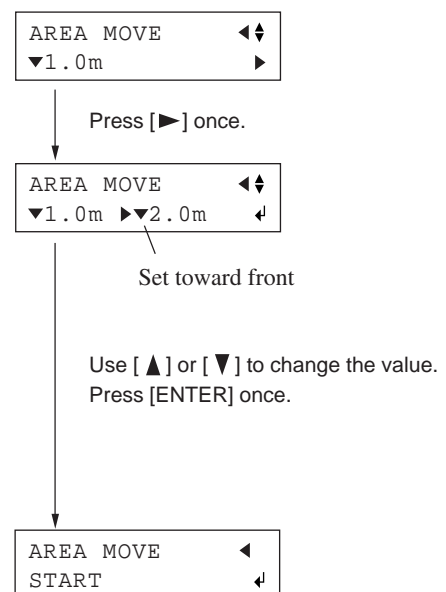 AREA MOVE ◀♦
▼1.0m ▶
Press [▶] once.
AREA MOVE ◀♦
▼1.0m ▶▼2.0m ↵
Set toward front
Use [▲] or [▼] to change the value.
Press [ENTER] once.
AREA MOVE ◀
START ↵